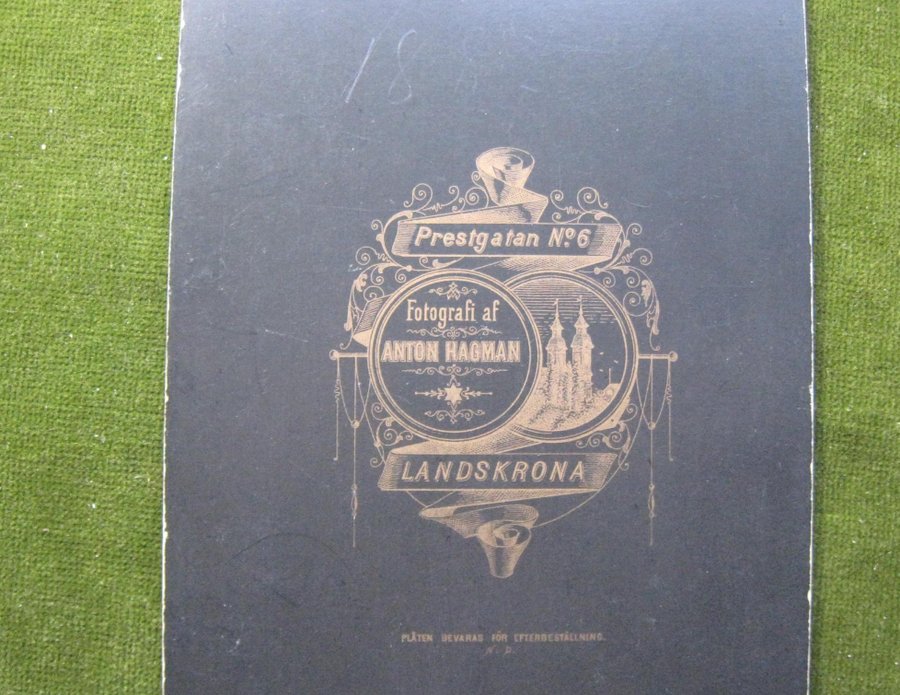 18
Prestgatan No. 6
Fotografi af
ANTON HAGMAN
LANDSKRONA
PLÅTEN BEVARAS FÖR EFTERBESTÄLLNING.